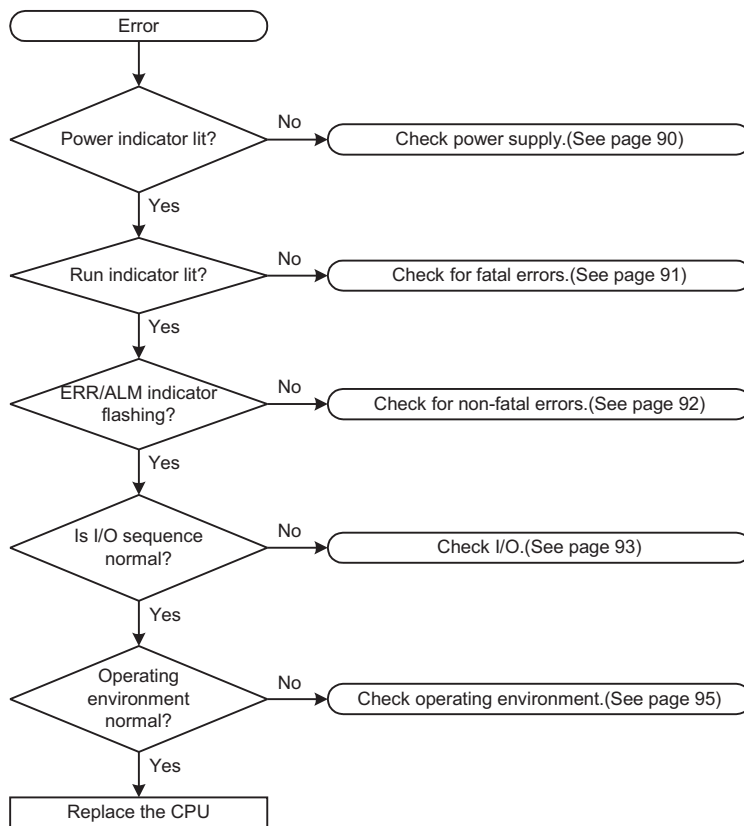 Error
Power indicator lit?
No
Check power supply.(See page 90)
Yes
Run indicator lit?
No
Check for fatal errors.(See page 91)
Yes
ERR/ALM indicator
flashing?
No
Check for non-fatal errors.(See page 92)
Yes
Is I/O sequence
normal?
No
Check I/O.(See page 93)
Yes
Operating
environment
normal?
No
Check operating environment.(See page 95)
Yes
Replace the CPU